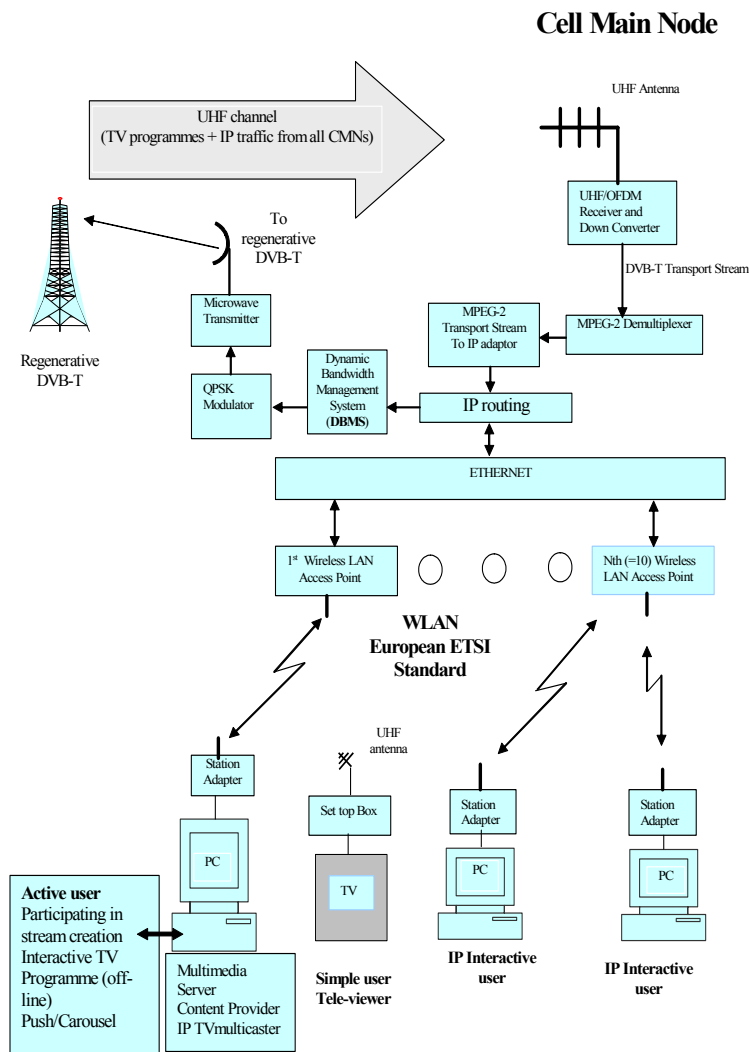 Cell Main Node
UHF channel
(TV programmes + IP traffic from all CMNs)
UHF Antenna
UHF/OFDM
Receiver and
Down Converter
DVB-T Transport Stream
To
regenerative
DVB-T
Regenerative
DVB-T
Microwave
Transmitter
QPSK
Modulator
Dynamic
Bandwidth
Management
System
(DBMS)
MPEG-2
Transport Stream
To IP adaptor
MPEG-2 Demultiplexer
IP routing
ETHERNET
1st Wireless LAN
Access Point
Nth (=10) Wireless
LAN Access Point
WLAN
European ETSI
Standard
Station
Adapter
PC
UHF
antenna
Set top Box
TV
Station
Adapter
PC
Station
Adapter
PC
Active user
Participating in
stream creation
Interactive TV
Programme (off-
line)
Push/Carousel
Multimedia
Server
Content Provider
IP TVmulticaster
Simple user
Tele-viewer
IP Interactive
user
IP Interactive
user